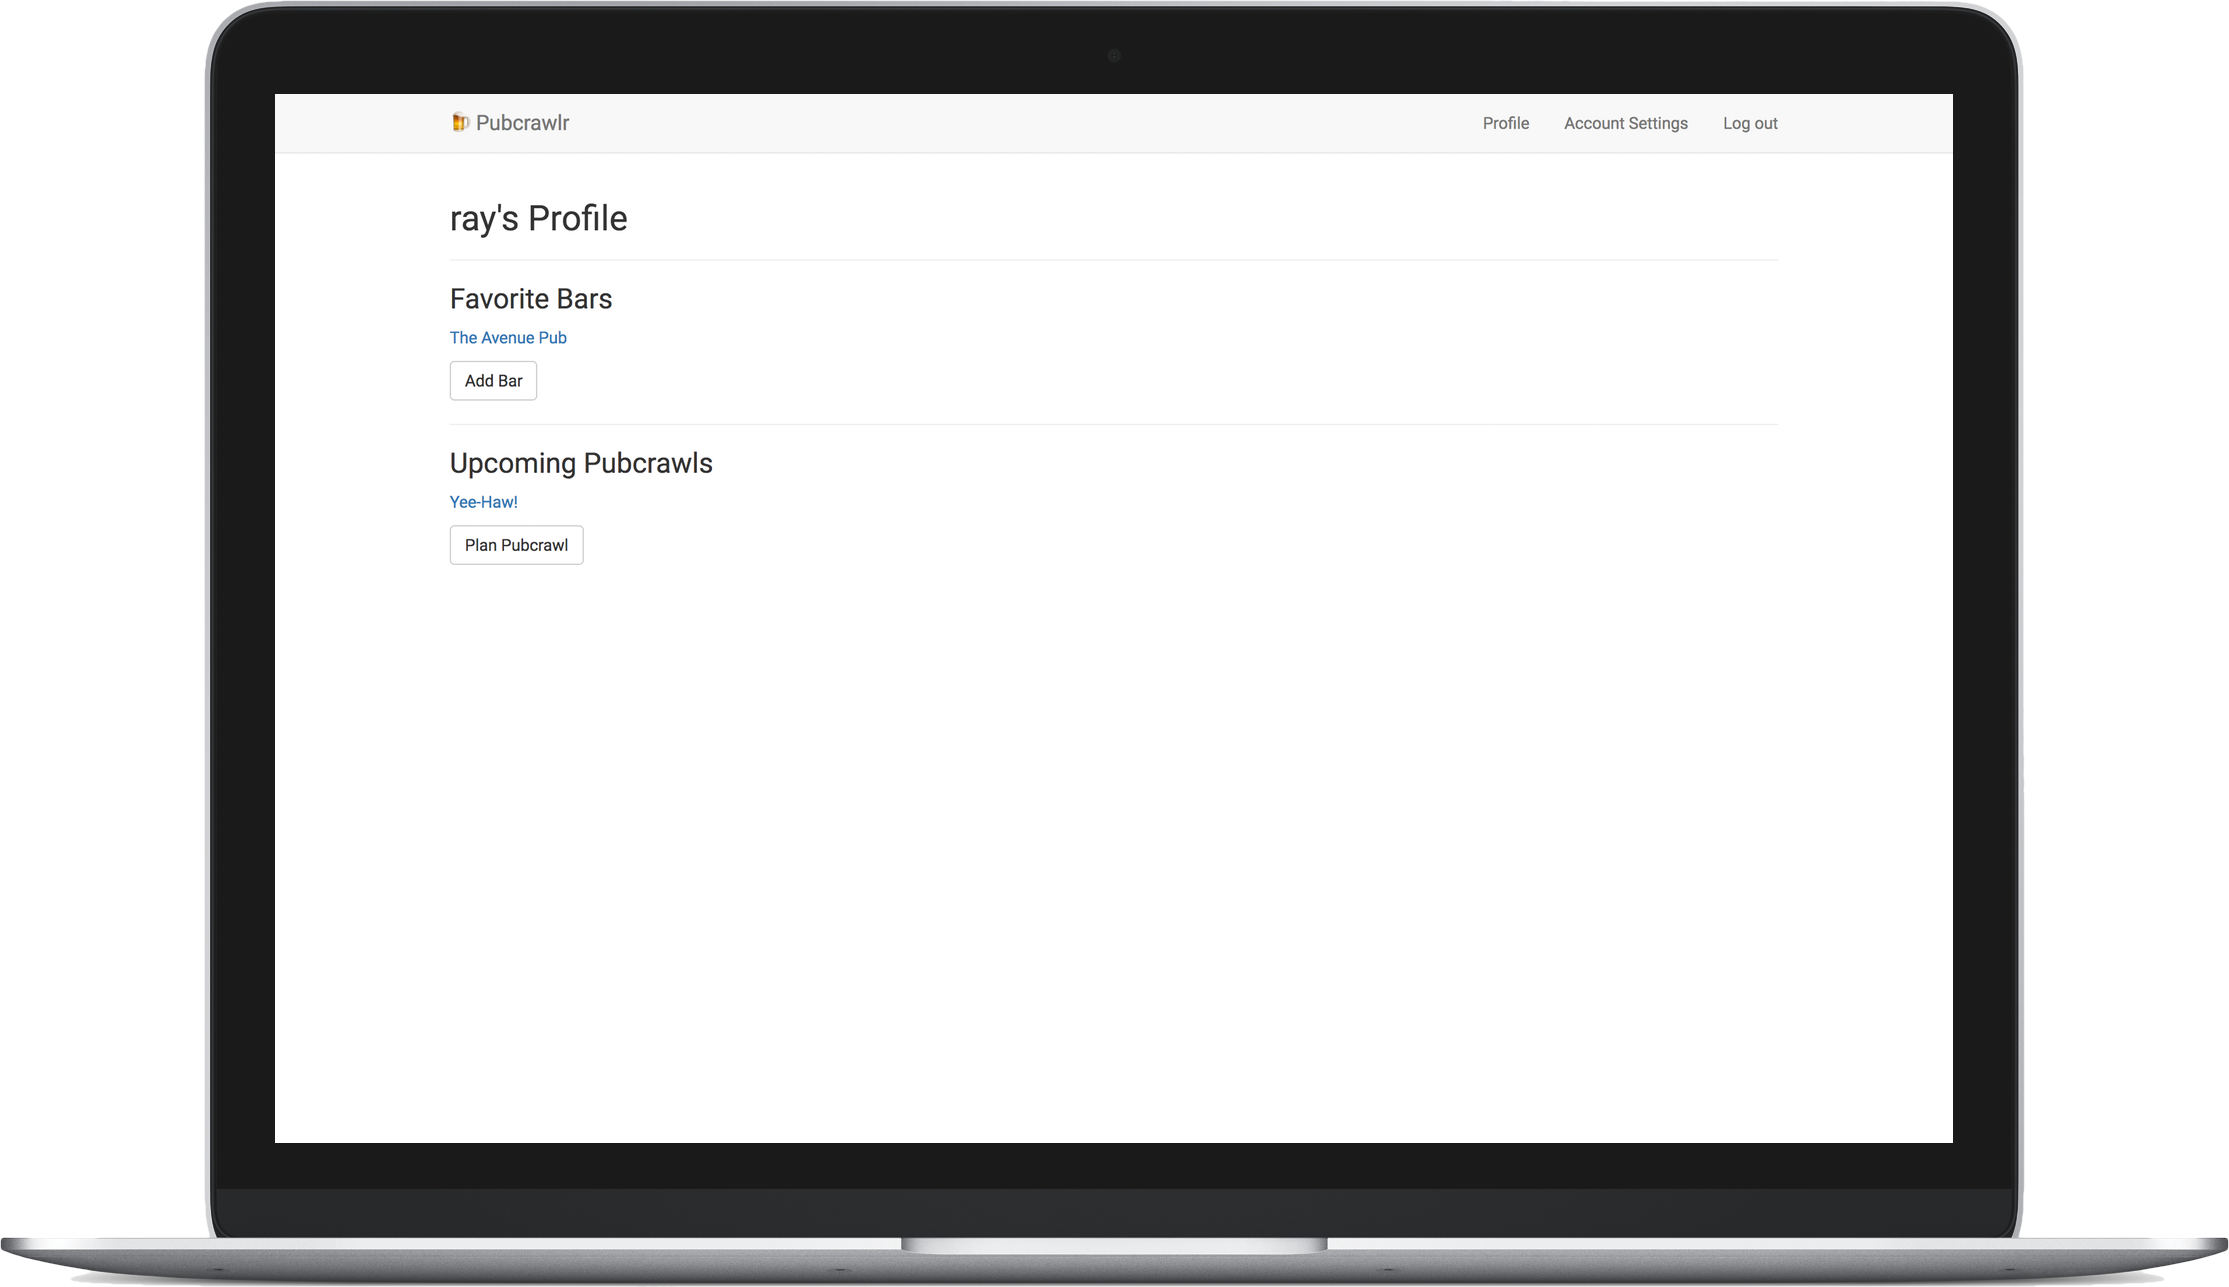 Pubcrawlr Profile Account Settings Log out
ray's Profile
Favorite Bars
The Avenue Pub
Add Bar
Upcoming Pubcrawls
Yee-Haw!
Plan Pubcrawl